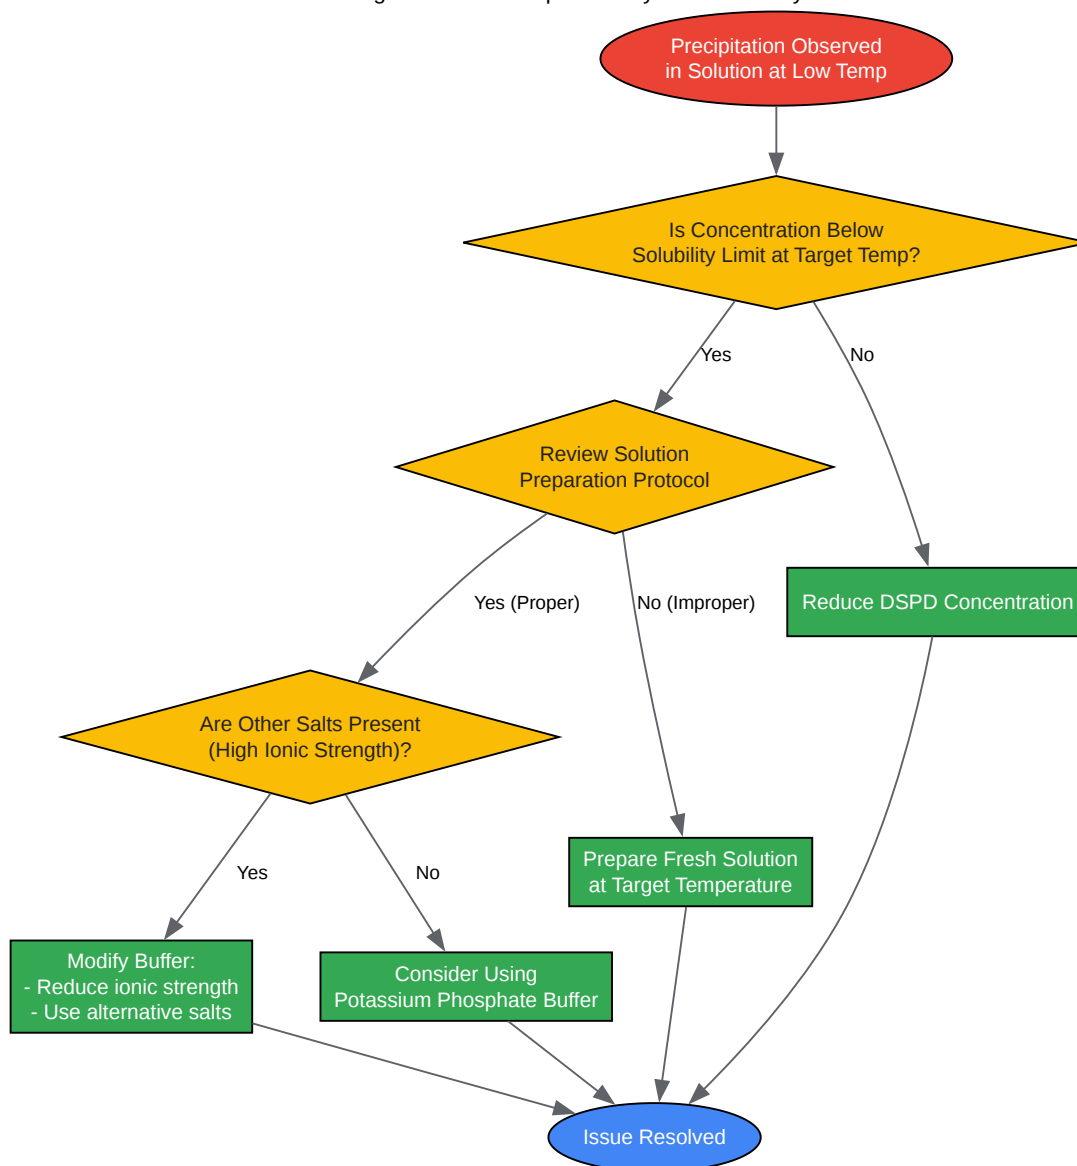 Precipitation Observed
in Solution at Low Temp
Is Concentration Below
Solubility Limit at Target Temp?
Yes
No
Review Solution
Preparation Protocol
Reduce DSPD Concentration
Yes (Proper)
No (Improper)
Are Other Salts Present
(High Ionic Strength)?
Prepare Fresh Solution
at Target Temperature
Yes
No
Modify Buffer:
- Reduce ionic strength
- Use alternative salts
Consider Using
Potassium Phosphate Buffer
Issue Resolved